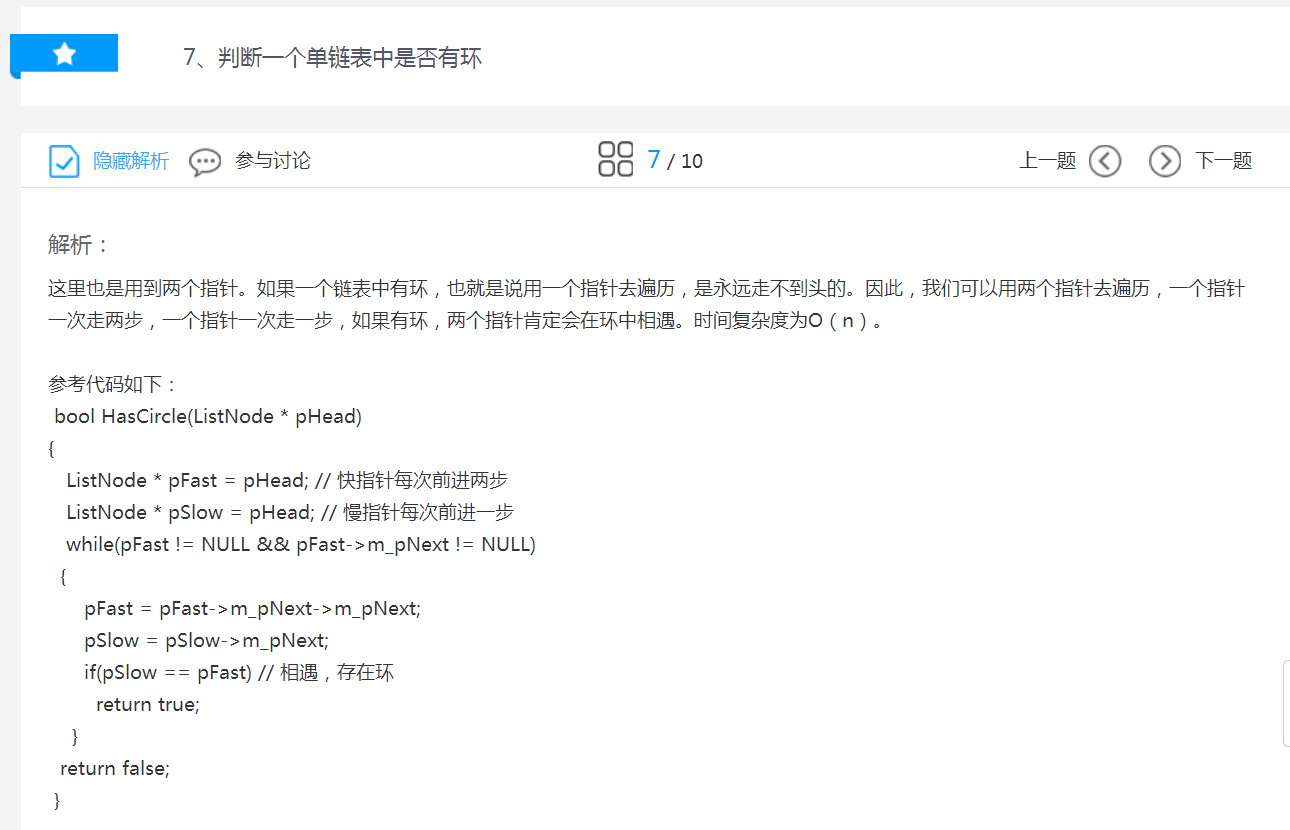 7、判断一个单链表中是否有环
隐藏解析 参与讨论 7 / 10 上一题 下一题
解析：
这里也是用到两个指针。如果一个链表中有环，也就是说用一个指针去遍历，是永远走不到头的。因此，我们可以用两个指针去遍历，一个指针
一次走两步，一个指针一次走一步，如果有环，两个指针肯定会在环中相遇。时间复杂度为O（n）。
参考代码如下：
bool HasCircle(ListNode * pHead)
{
ListNode * pFast = pHead; // 快指针每次前进两步
ListNode * pSlow = pHead; // 慢指针每次前进一步
while(pFast != NULL && pFast->m_pNext != NULL)
{
pFast = pFast->m_pNext->m_pNext;
pSlow = pSlow->m_pNext;
if(pSlow == pFast) // 相遇，存在环
return true;
}
return false;
}